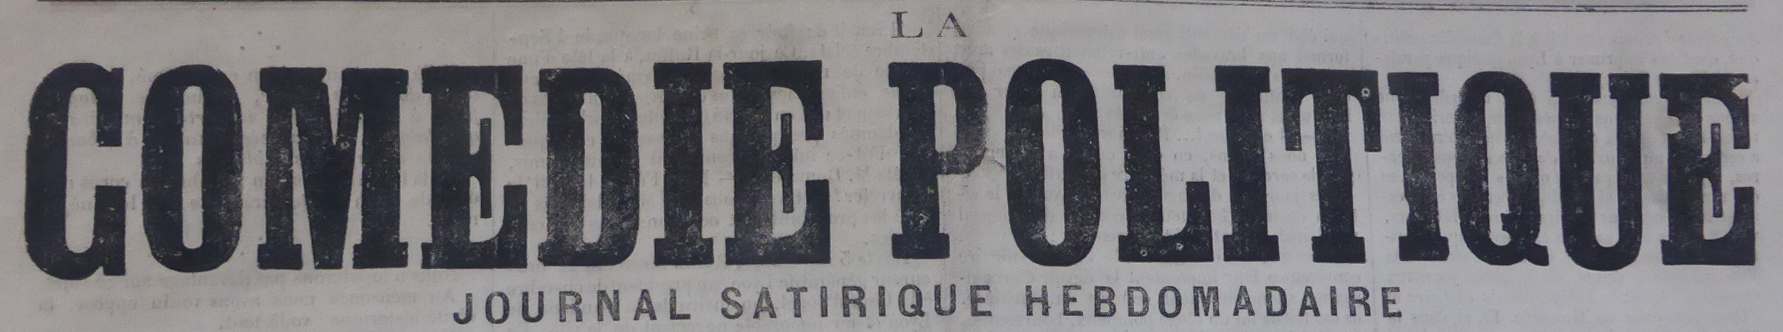 LA
COMEDIE POLITIQUE
JOURNAL SATIRIQUE HEBDOMADAIRE